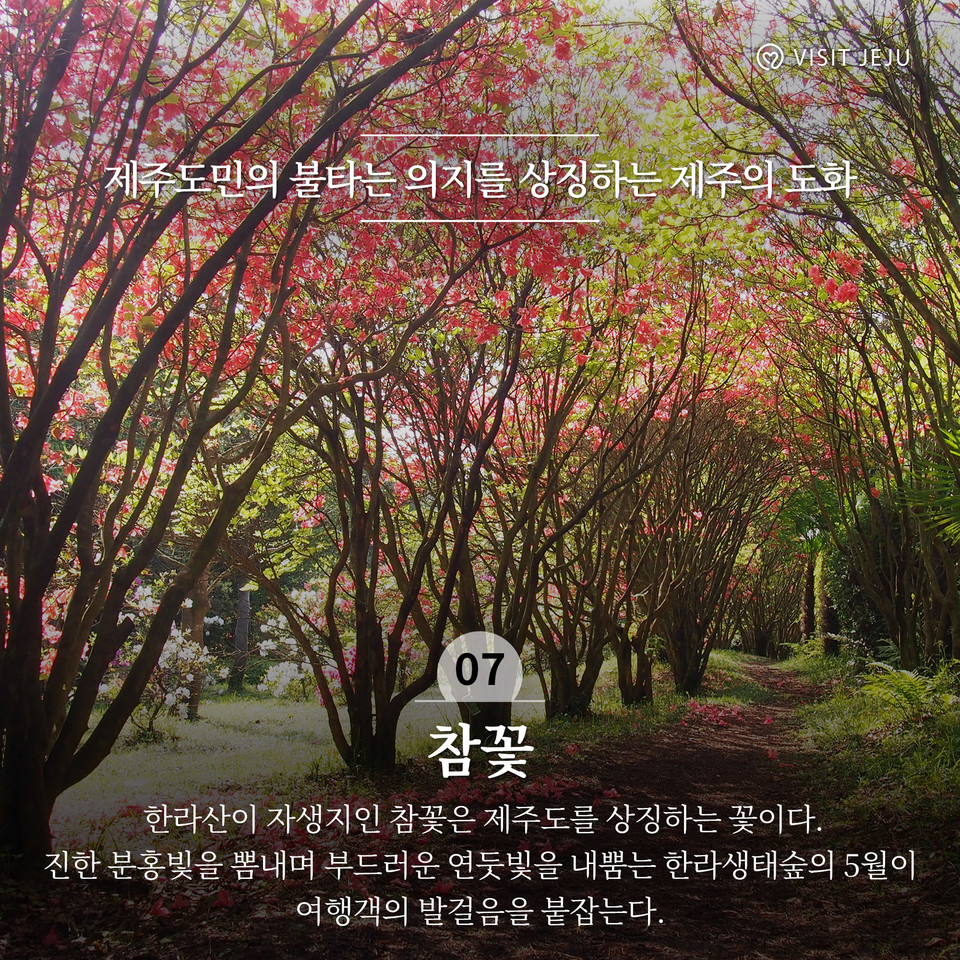 VISIT JEJU
제주도민의 불타는 의지를 상징하는 제주의 도화
07
참꽃
한라산이 자생지인 참꽃은 제주도를 상징하는 꽃이다.
진한 분홍빛을 뽐내며 부드러운 연둣빛을 내뿜는 한라생태숲의 5월이
여행객의 발걸음을 붙잡는다.